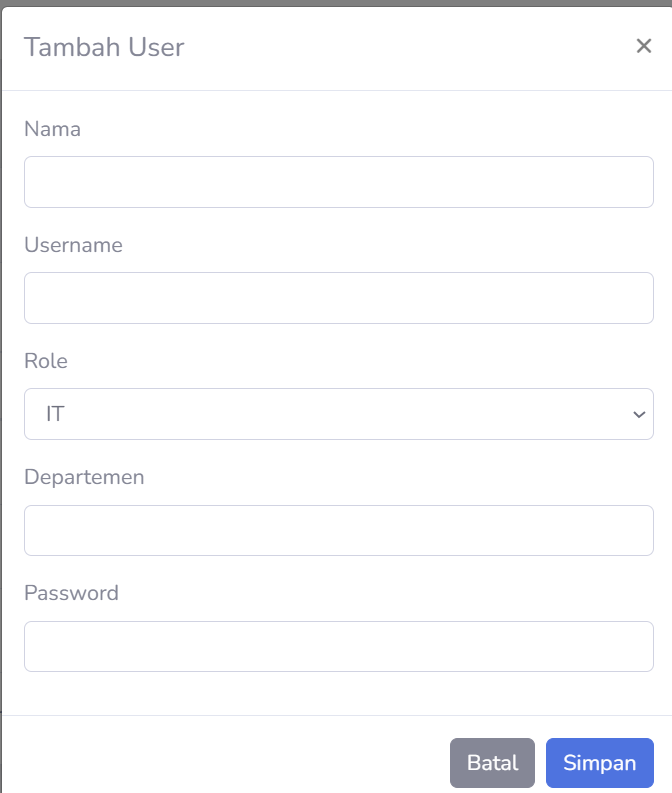 Tambah User
Nama
Username
Role
IT
Departemen
Password
Batal Simpan